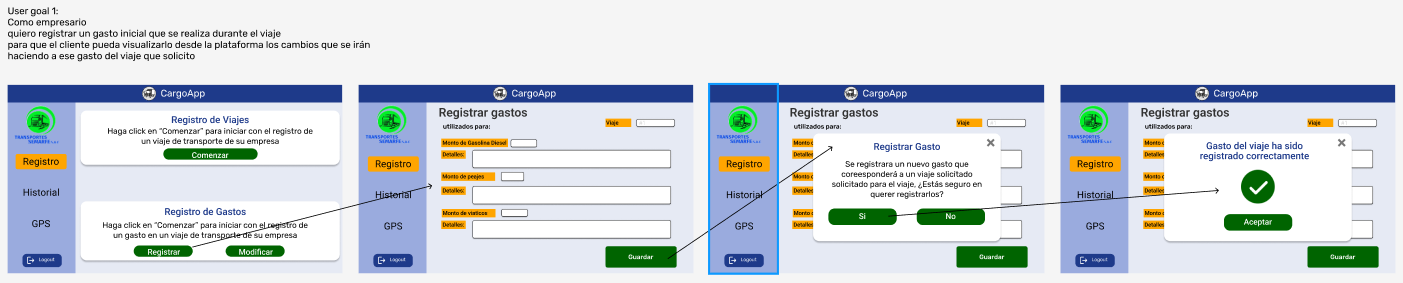 User goal 1:
Como empresario
quiero registrar un gasto inicial que se realiza durante el viaje
para que el cliente pueda visualizarlo desde la plataforma los cambios que se irán
haciendo a ese gasto del viaje que solicito
CargoApp
TRANSPORTES
Registro
Historial
GPS
Logout
Registro de Viajes
Haga click en "Comenzar" para iniciar con el registro de
un viaje de transporte de su empresa
Comenzar
Registro de Gastos
Haga click en "Comenzar" para iniciar con el registro de
un gasto en un viaje de transporte de su empresa
Registrar
Modificar
CargoApp
TRANSPORTES
Registro
Historial
GPS
Logout
Registrar gastos
utilizados para:
Viaje
Monto de Gasolina Diesel
Detalles:
Monto de peejes
Detalles:
Monto de viaticos
Detalles:
Guardar
CargoApp
TRANSPORTES
Registro
Historial
GPS
Logout
Registrar gastos
utilizados para:
Viaje
Monto
Detalles
Monto
Detalles
Monto
Detalles
Registrar Gasto
Se registrara un nuevo gasto que
coreesponderá a un viaje solicitado
solicitado para el viaje, ¿Estás seguro en
querer registrarlos?
Si
No
Guardar
CargoApp
TRANSPORTES
Registro
Historial
GPS
Logout
Registrar gastos
utilizados para:
Viaje
Monto
Detalles
Monto
Detalles
Monto
Detalles
Gasto del viaje ha sido
registrado correctamente
Aceptar
Guardar